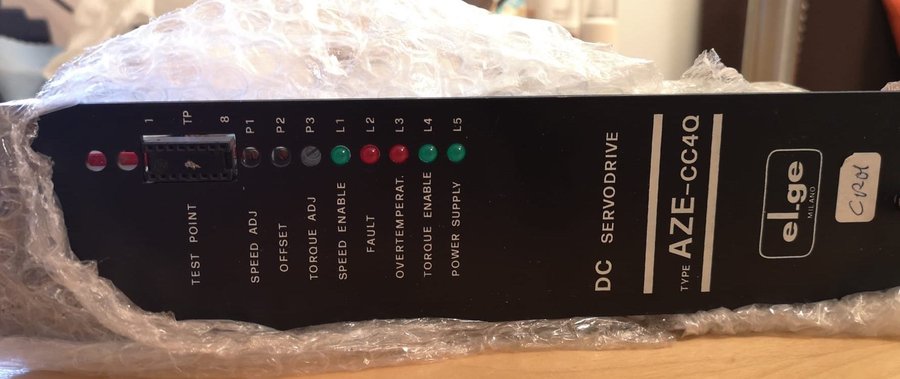 1
TP
8
P1
P2
P3
L1
L2
L3
L4
L5
TEST POINT
SPEED ADJ
OFFSET
TORQUE ADJ
SPEED ENABLE
FAULT
OVERTEMPERAT.
TORQUE ENABLE
POWER SUPPLY
DC SERVODRIVE
TYPE AZE-CC4Q
el.ge
MILANO